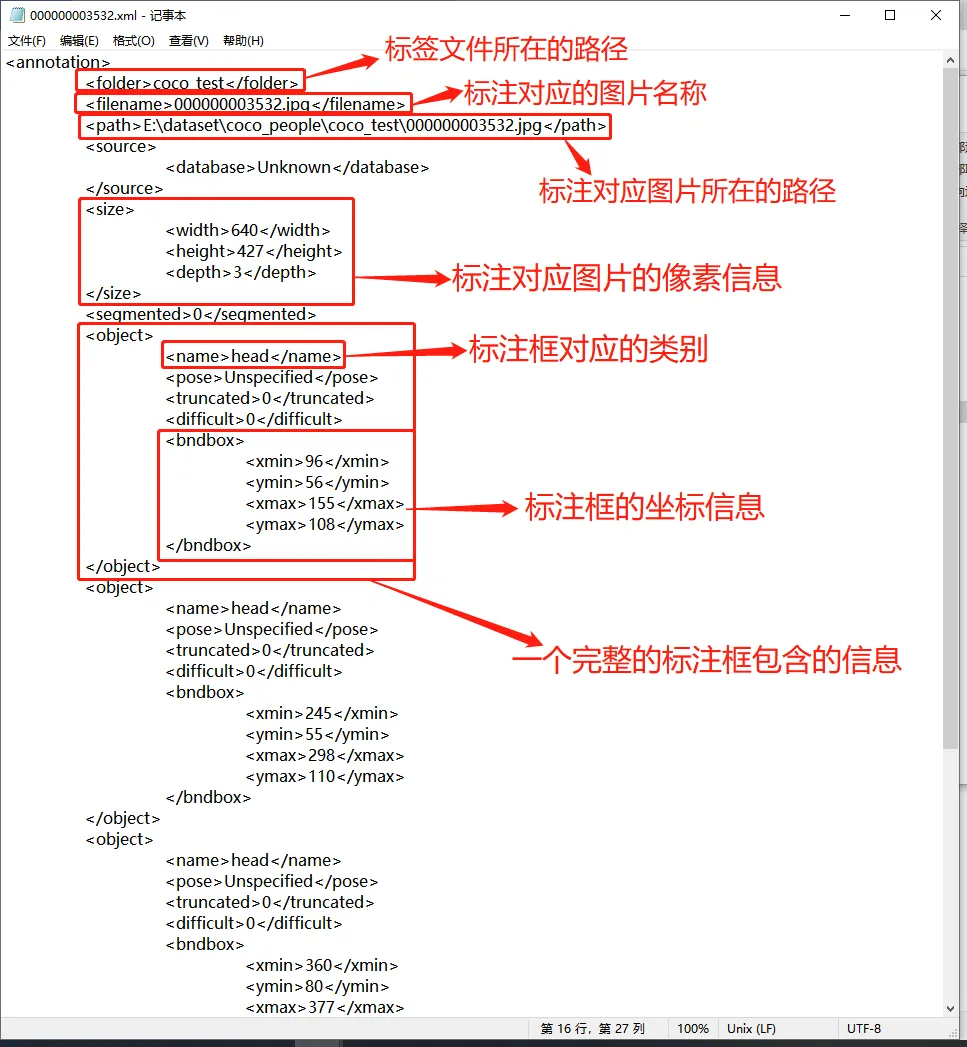 000000003532.xml - 记事本
文件(F) 编辑(E) 格式(O) 查看(V) 帮助(H)
标签文件所在的路径
<annotation>
<folder>coco_test</folder>
标注对应的图片名称
<filename>000000003532.jpg</filename>
<path>E:\dataset\coco_people\coco_test\000000003532.jpg</path>
<source>
<database>Unknown</database>
</source>
标注对应图片所在的路径
<size>
<width>640</width>
<height>427</height>
<depth>3</depth>
标注对应图片的像素信息
</size>
<segmented>0</segmented>
<object>
<name>head</name>
标注框对应的类别
<pose>Unspecified</pose>
<truncated>0</truncated>
<difficult>0</difficult>
<bndbox>
<xmin>96</xmin>
<ymin>56</ymin>
<xmax>155</xmax>
标注框的坐标信息
<ymax>108</ymax>
</bndbox>
</object>
<object>
<name>head</name>
<pose>Unspecified</pose>
<truncated>0</truncated>
一个完整的标注框包含的信息
<difficult>0</difficult>
<bndbox>
<xmin>245</xmin>
<ymin>55</ymin>
<xmax>298</xmax>
<ymax>110</ymax>
</bndbox>
</object>
<object>
<name>head</name>
<pose>Unspecified</pose>
<truncated>0</truncated>
<difficult>0</difficult>
<bndbox>
<xmin>360</xmin>
<ymin>80</ymin>
<xmax>377</xmax>
第 16 行，第 27 列 100% Unix (LF) UTF-8